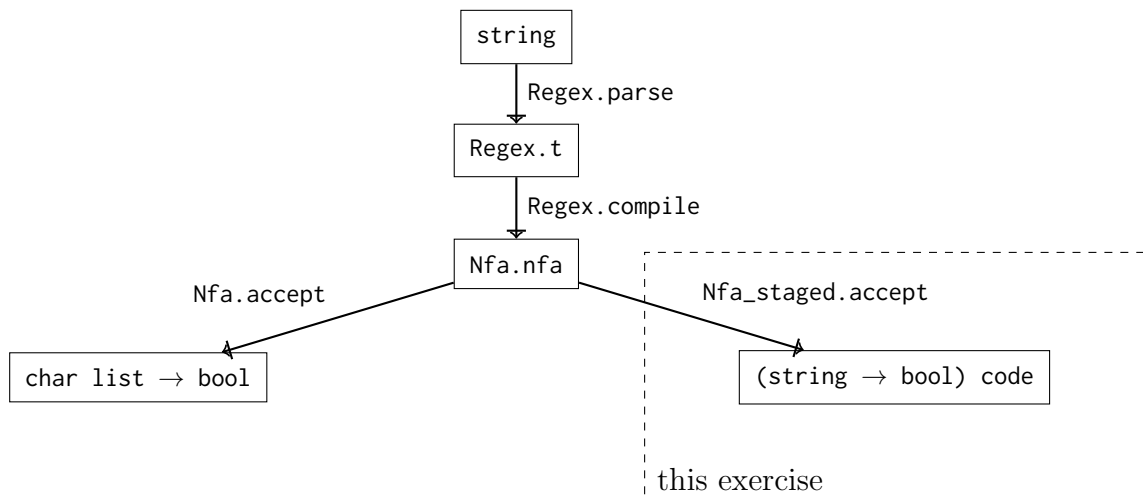 string
Regex.parse
Regex.t
Regex.compile
Nfa.nfa
Nfa.accept
Nfa_staged.accept
char list → bool
(string → bool) code
this exercise